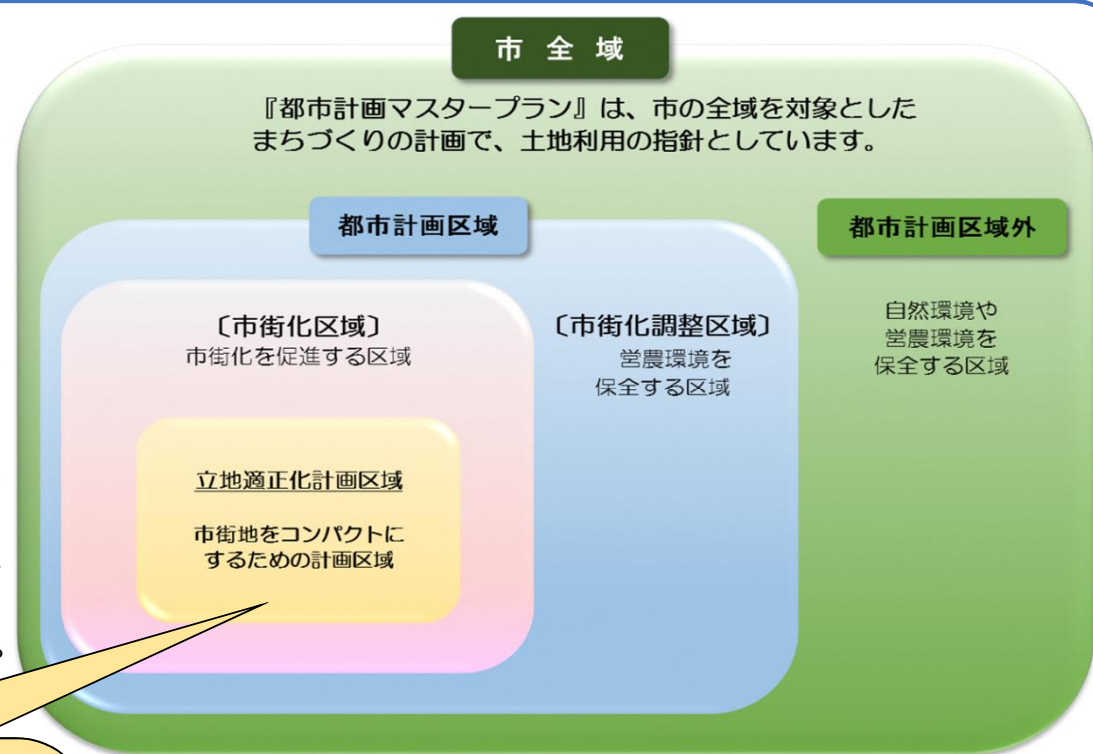 市 全 域
『都市計画マスタープラン』は、市の全域を対象とした
まちづくりの計画で、土地利用の指針としています。
都市計画区域
都市計画区域外
〔市街化区域〕
市街化を促進する区域
〔市街化調整区域〕
営農環境を
保全する区域
自然環境や
営農環境を
保全する区域
立地適正化計画区域
市街地をコンパクトに
するための計画区域